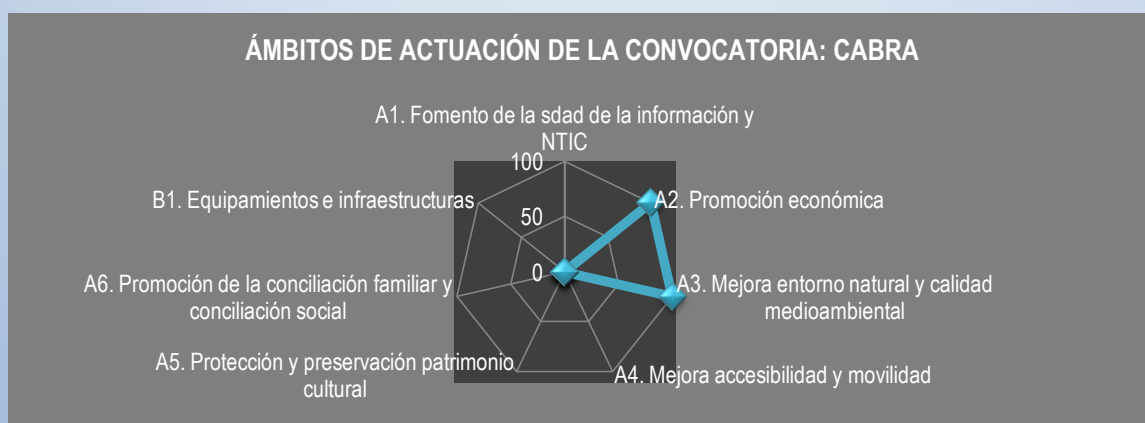 ÁMBITOS DE ACTUACIÓN DE LA CONVOCATORIA: CABRA
A1. Fomento de la sdad de la información y
NTIC
100
B1. Equipamientos e infraestructuras
A2. Promoción económica
50
0
A6. Promoción de la conciliación familiar y
conciliación social
A3. Mejora entorno natural y calidad
medioambiental
A5. Protección y preservación patrimonio
cultural
A4. Mejora accesibilidad y movilidad